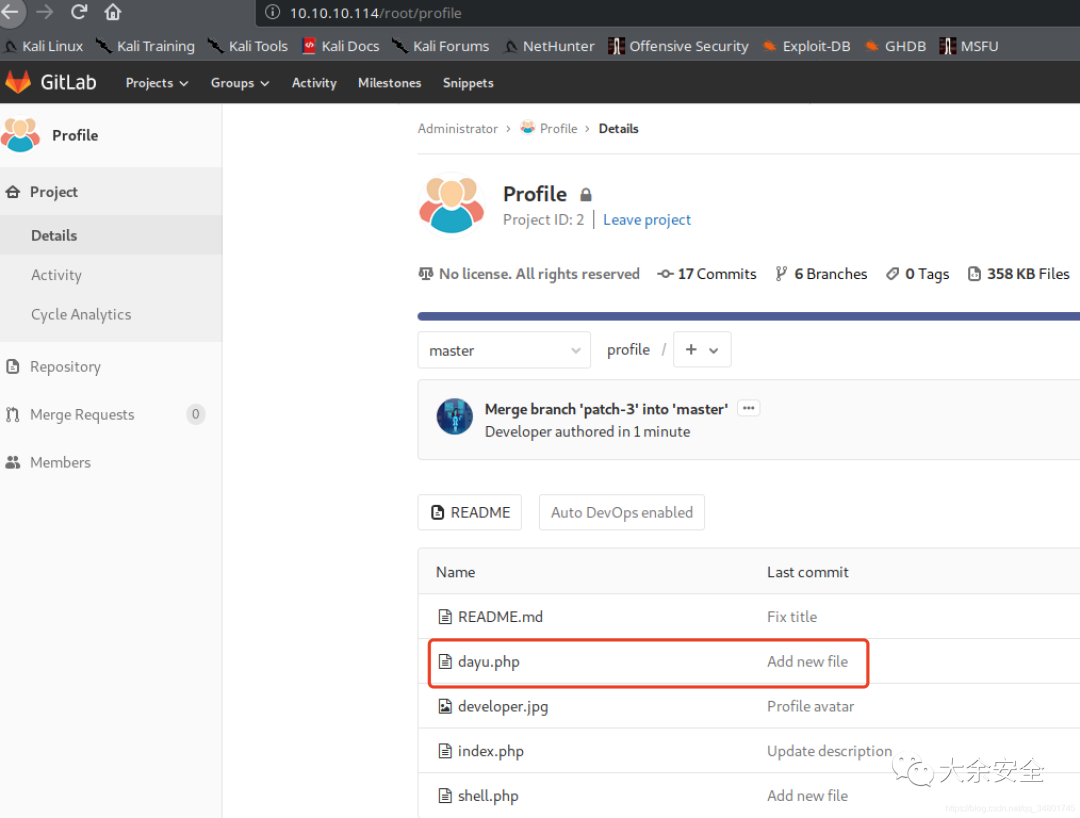 10.10.10.114/root/profile
Kali Linux Kali Training Kali Tools Kali Docs Kali Forums NetHunter Offensive Security Exploit-DB GHDB MSFU
GitLab Projects Groups Activity Milestones Snippets
Profile
Project
Details
Activity
Cycle Analytics
Repository
Merge Requests 0
Members
Administrator › Profile › Details
Profile
Project ID: 2 | Leave project
No license. All rights reserved 17 Commits 6 Branches 0 Tags 358 KB Files
master profile / +
Merge branch 'patch-3' into 'master' •••
Developer authored in 1 minute
README Auto DevOps enabled
Name Last commit
README.md Fix title
dayu.php Add new file
developer.jpg Profile avatar
index.php Update description
shell.php Add new file
大余安全